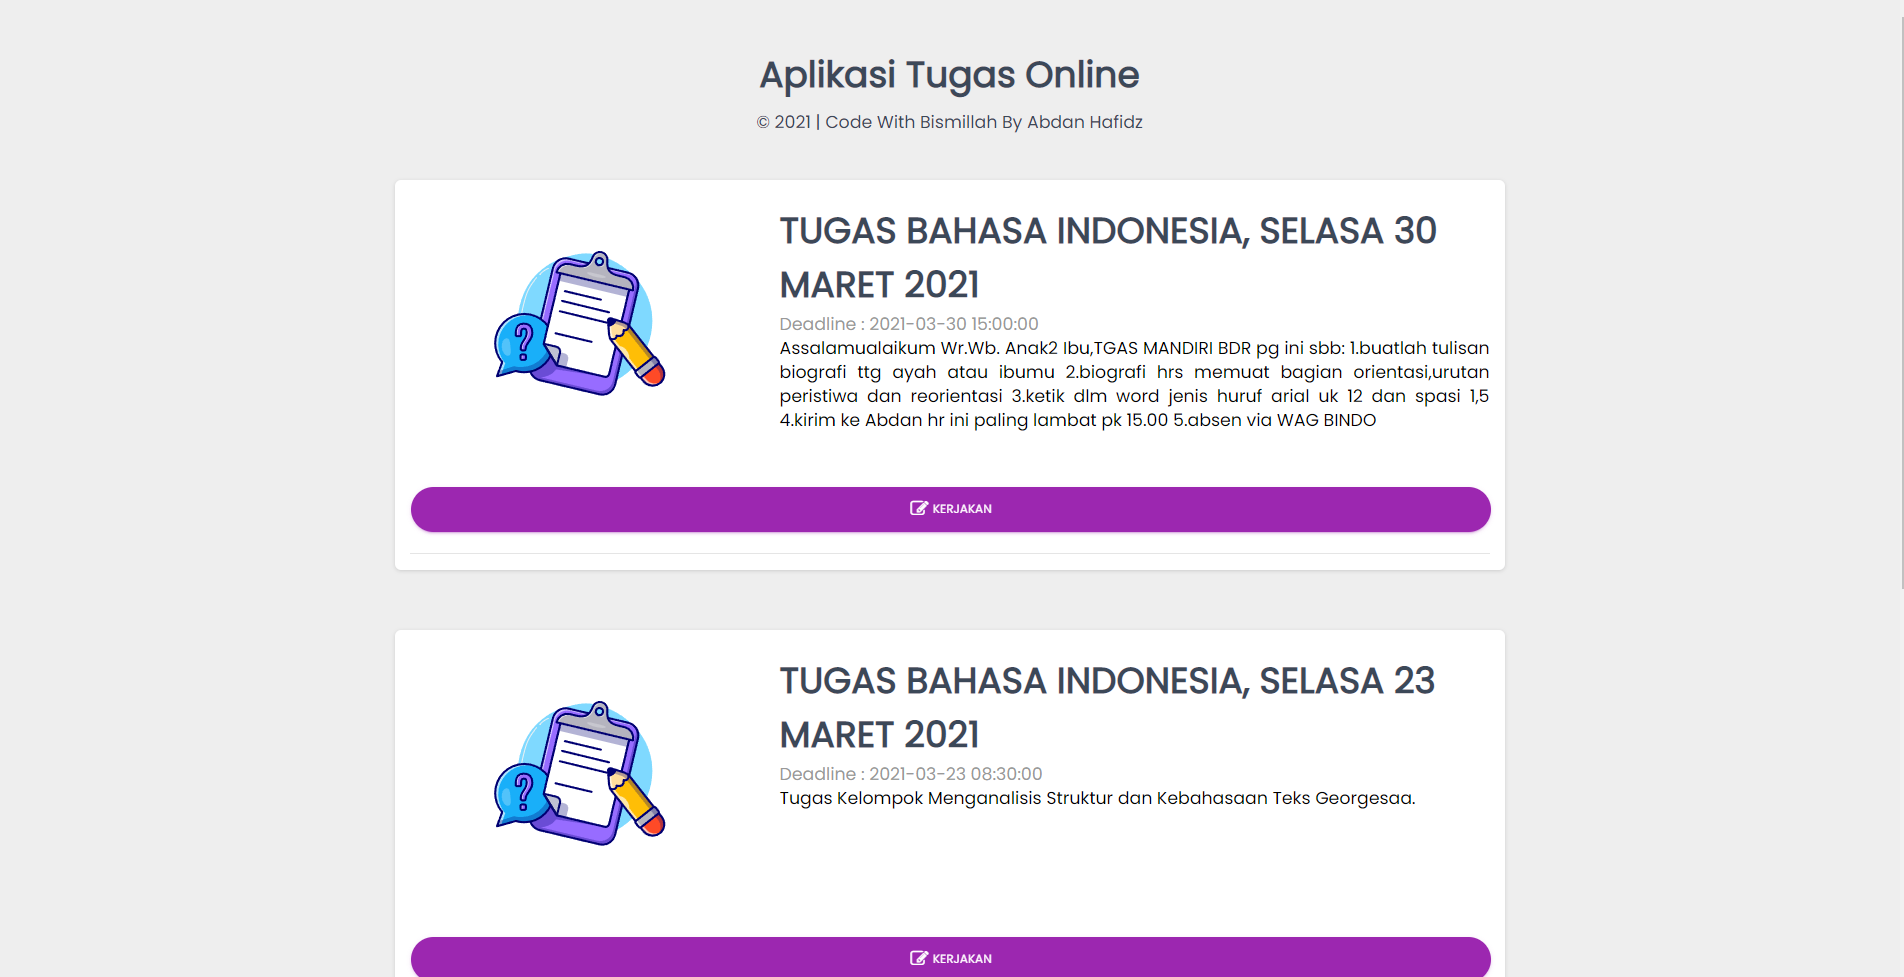 Aplikasi Tugas Online
© 2021 | Code With Bismillah By Abdan Hafidz
TUGAS BAHASA INDONESIA, SELASA 30
MARET 2021
Deadline : 2021-03-30 15:00:00
Assalamualaikum Wr.Wb. Anak2 Ibu,TGAS MANDIRI BDR pg ini sbb: 1.buatlah tulisan
biografi ttg ayah atau ibumu 2.biografi hrs memuat bagian orientasi,urutan
peristiwa dan reorientasi 3.ketik dlm word jenis huruf arial uk 12 dan spasi 1,5
4.kirim ke Abdan hr ini paling lambat pk 15.00 5.absen via WAG BINDO
?
KERJAKAN
TUGAS BAHASA INDONESIA, SELASA 23
MARET 2021
Deadline : 2021-03-23 08:30:00
Tugas Kelompok Menganalisis Struktur dan Kebahasaan Teks Georgesaa.
?
KERJAKAN